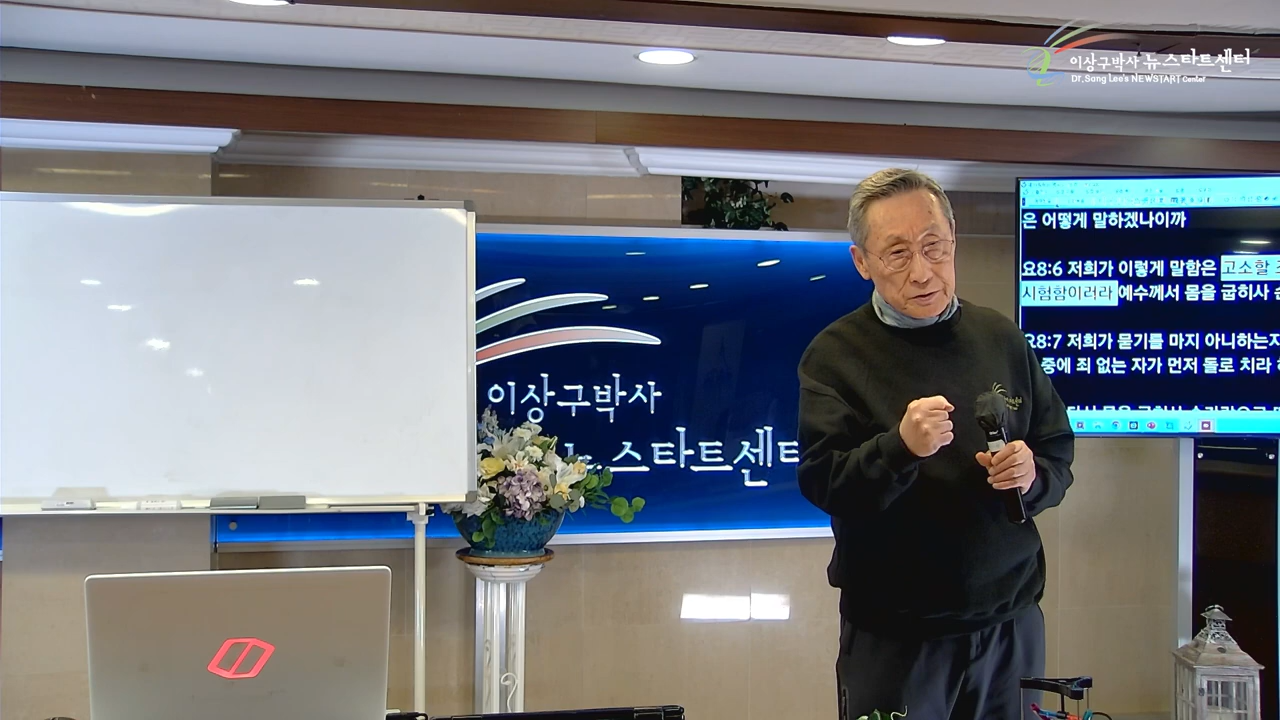 이상구박사 뉴스타트센터
Dr. Sang Lee's NEWSTART Center
은 어떻게 말하겠나이까
요8:6 저희가 이렇게 말함은 고소할
시험함이러라 예수께서 몸을 굽히사
요8:7 저희가 묻기를 마지 아니하는지
중에 죄 없는 자가 먼저 돌로 치라
이상구박사
스타트센터